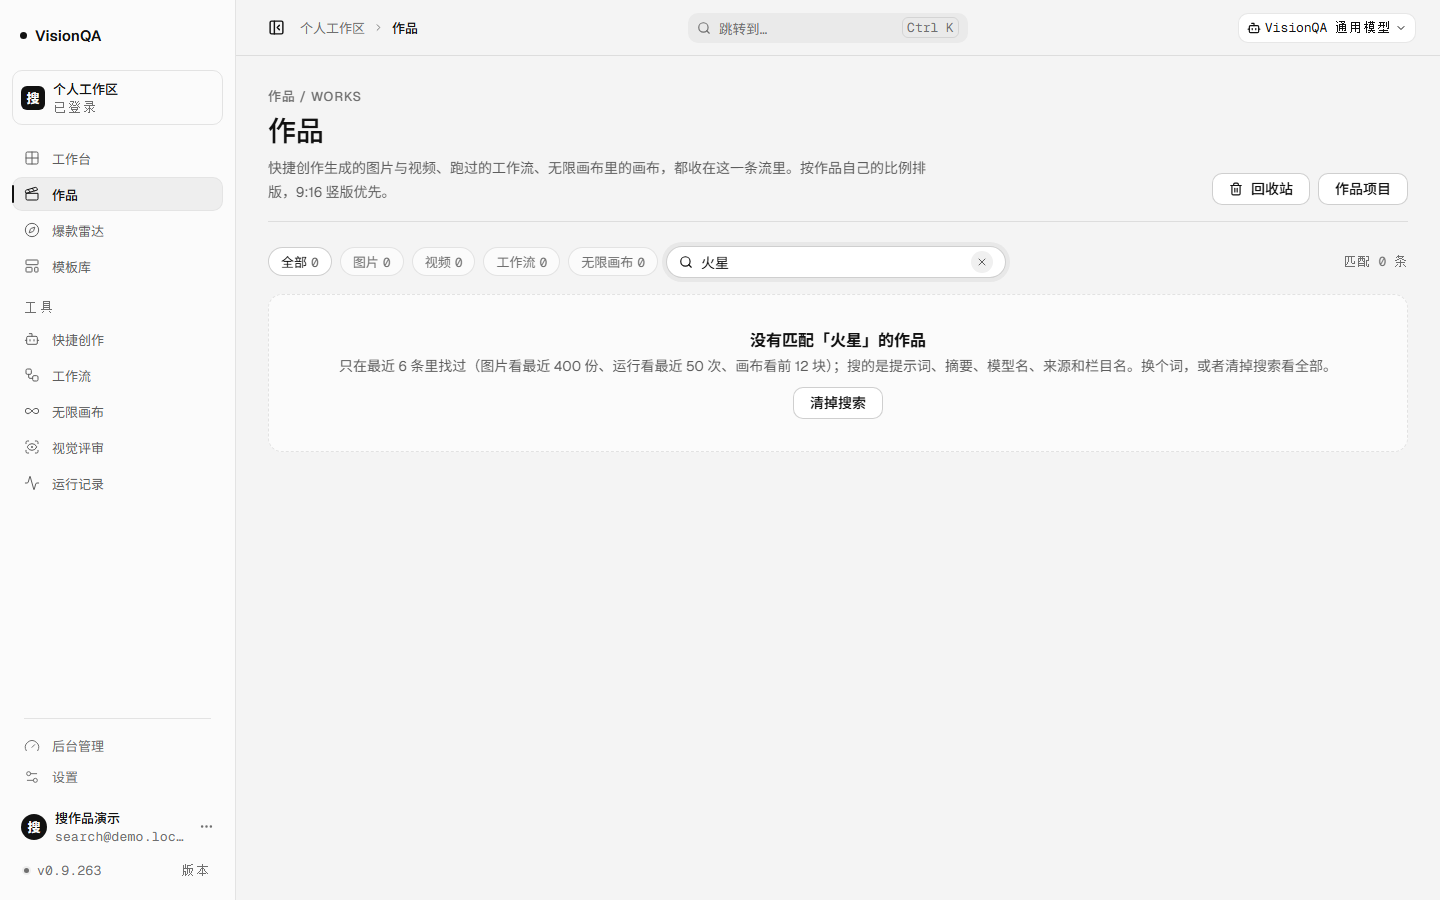 VisionQA
搜
个人工作区
已登录
工作台
作品
爆款雷达
模板库
工具
快捷创作
工作流
无限画布
视觉评审
运行记录
后台管理
设置
搜
搜作品演示
search@demo.loc…
v0.9.263
版本
个人工作区 > 作品
跳转到…
Ctrl K
VisionQA 通用模型
作品 / WORKS
作品
快捷创作生成的图片与视频、跑过的工作流、无限画布里的画布，都收在这一条流里。按作品自己的比例排
版，9:16 竖版优先。
回收站
作品项目
全部 0
图片 0
视频 0
工作流 0
无限画布 0
火星
匹配 0 条
没有匹配「火星」的作品
只在最近 6 条里找过（图片看最近 400 份、运行看最近 50 次、画布看前 12 块）；搜的是提示词、摘要、模型名、来源和栏目名。换个词，或者清掉搜索看全部。
清掉搜索